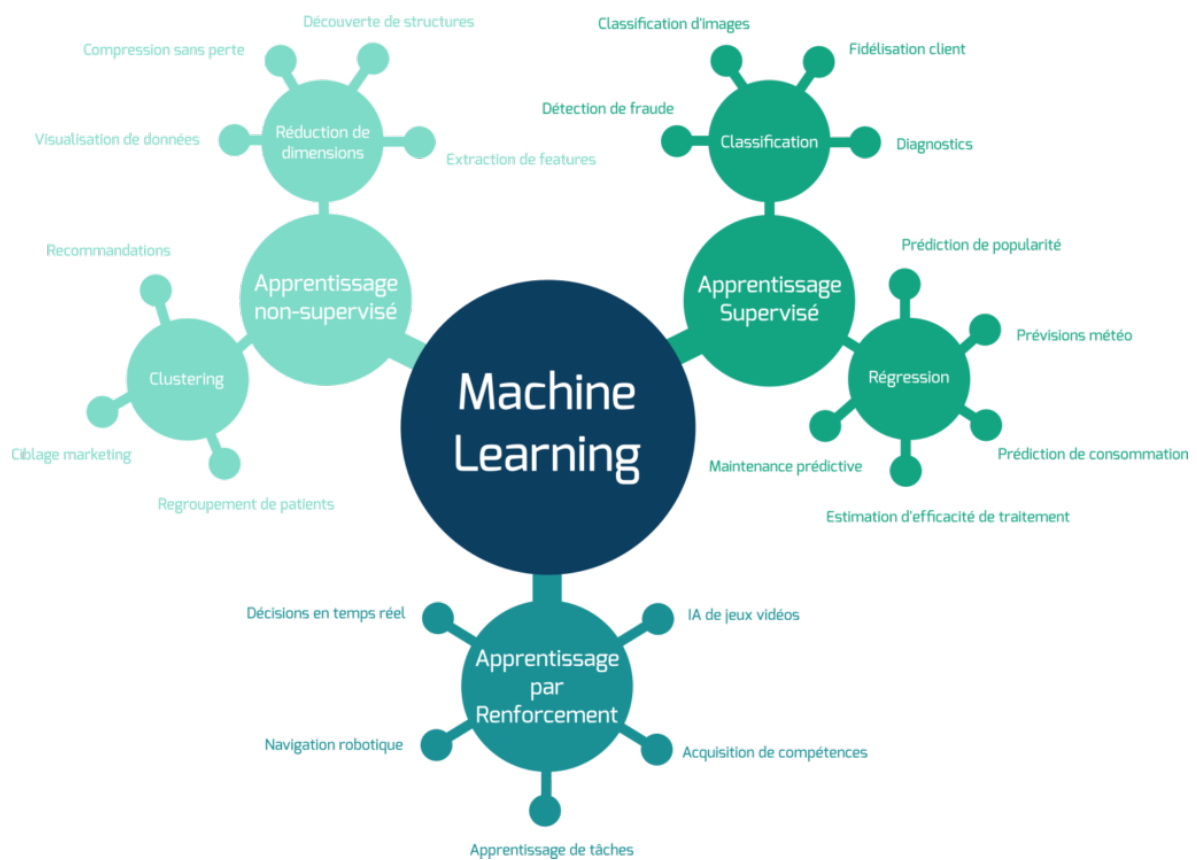 Découverte de structures
Compression sans perte
Visualisation de données
Réduction de
dimensions
Extraction de features
Recommandations
Apprentissage
non-supervisé
Clustering
Ciblage marketing
Regroupement de patients
Classification d'images
Fidélisation client
Détection de fraude
Classification
Diagnostics
Prédiction de popularité
Apprentissage
Supervisé
Prévisions météo
Régression
Maintenance prédictive
Prédiction de consommation
Estimation d'efficacité de traitement
Machine
Learning
Décisions en temps réel
IA de jeux vidéos
Apprentissage
par
Renforcement
Navigation robotique
Acquisition de compétences
Apprentissage de tâches